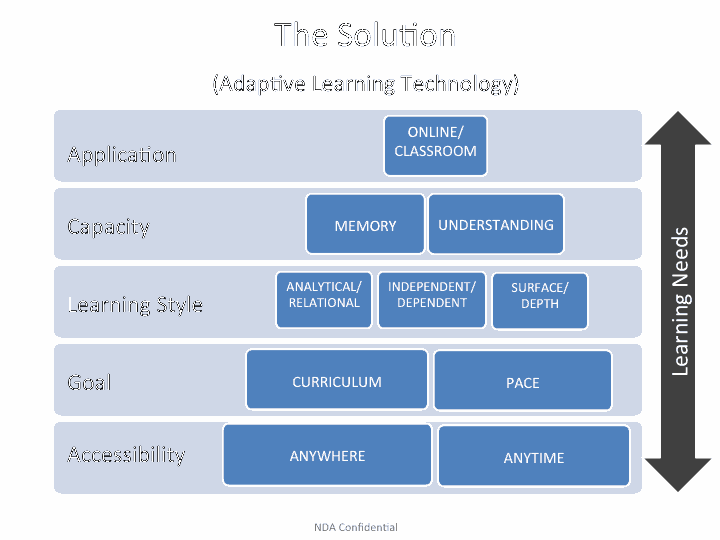 The Solution
(Adaptive Learning Technology)
Application
ONLINE/
CLASSROOM
Capacity
MEMORY
UNDERSTANDING
Learning Style
ANALYTICAL/
RELATIONAL
INDEPENDENT/
DEPENDENT
SURFACE/
DEPTH
Goal
CURRICULUM
PACE
Accessibility
ANYWHERE
ANYTIME
Learning Needs
NDA Confidential